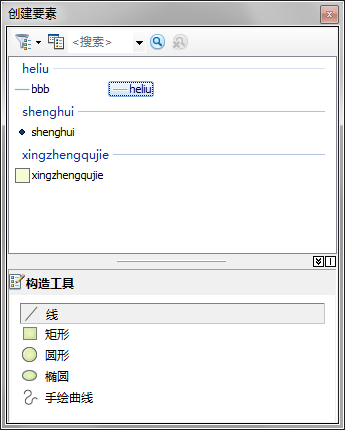 创建要素
<搜索>
heliu
bbb heliu
shenghui
shenghui
xingzhengqujie
xingzhengqujie
构造工具
线
矩形
圆形
椭圆
手绘曲线